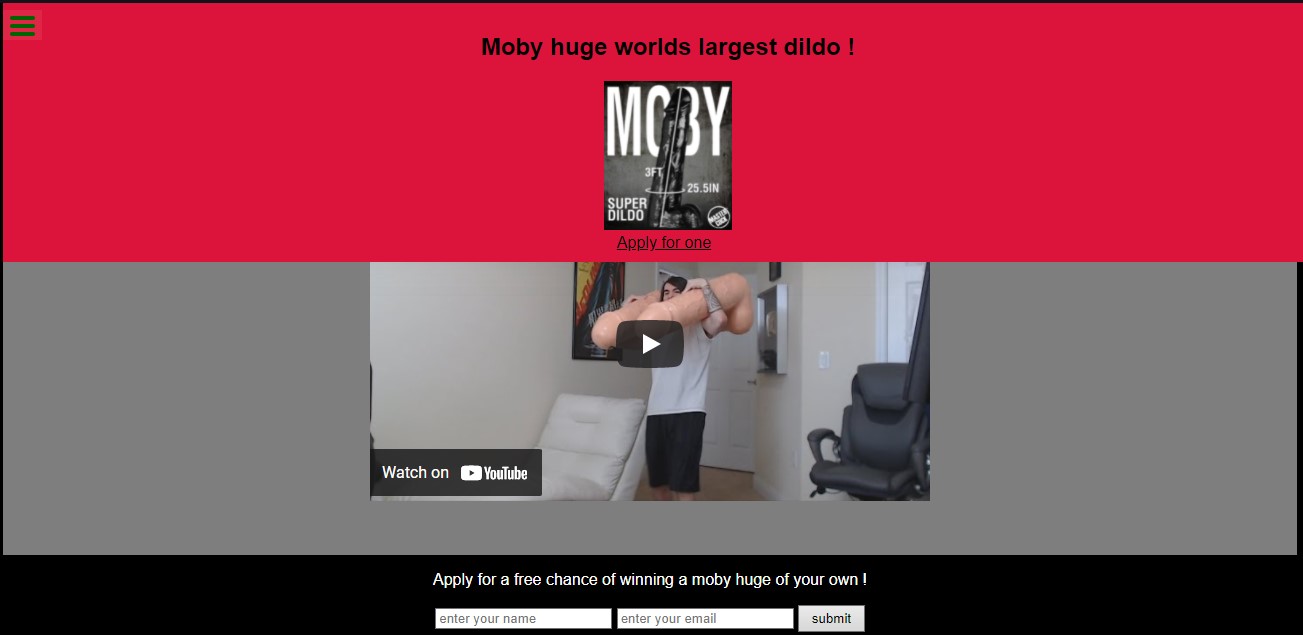 Moby huge worlds largest dildo !
MOBY
3FT
25.5IN
SUPER
DILDO
MASTER
COCK
Apply for one
Watch on YouTube
Apply for a free chance of winning a moby huge of your own !
enter your name enter your email submit